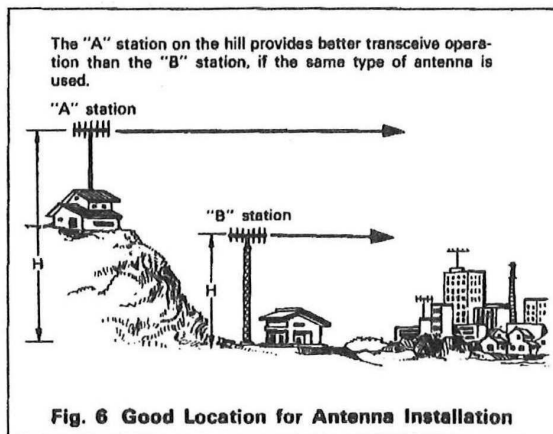 The "A" station on the hill provides better transceive opera-
tion than the "B" station, if the same type of antenna is
used.
"A" station
"B" station
H
H
Fig. 6 Good Location for Antenna Installation